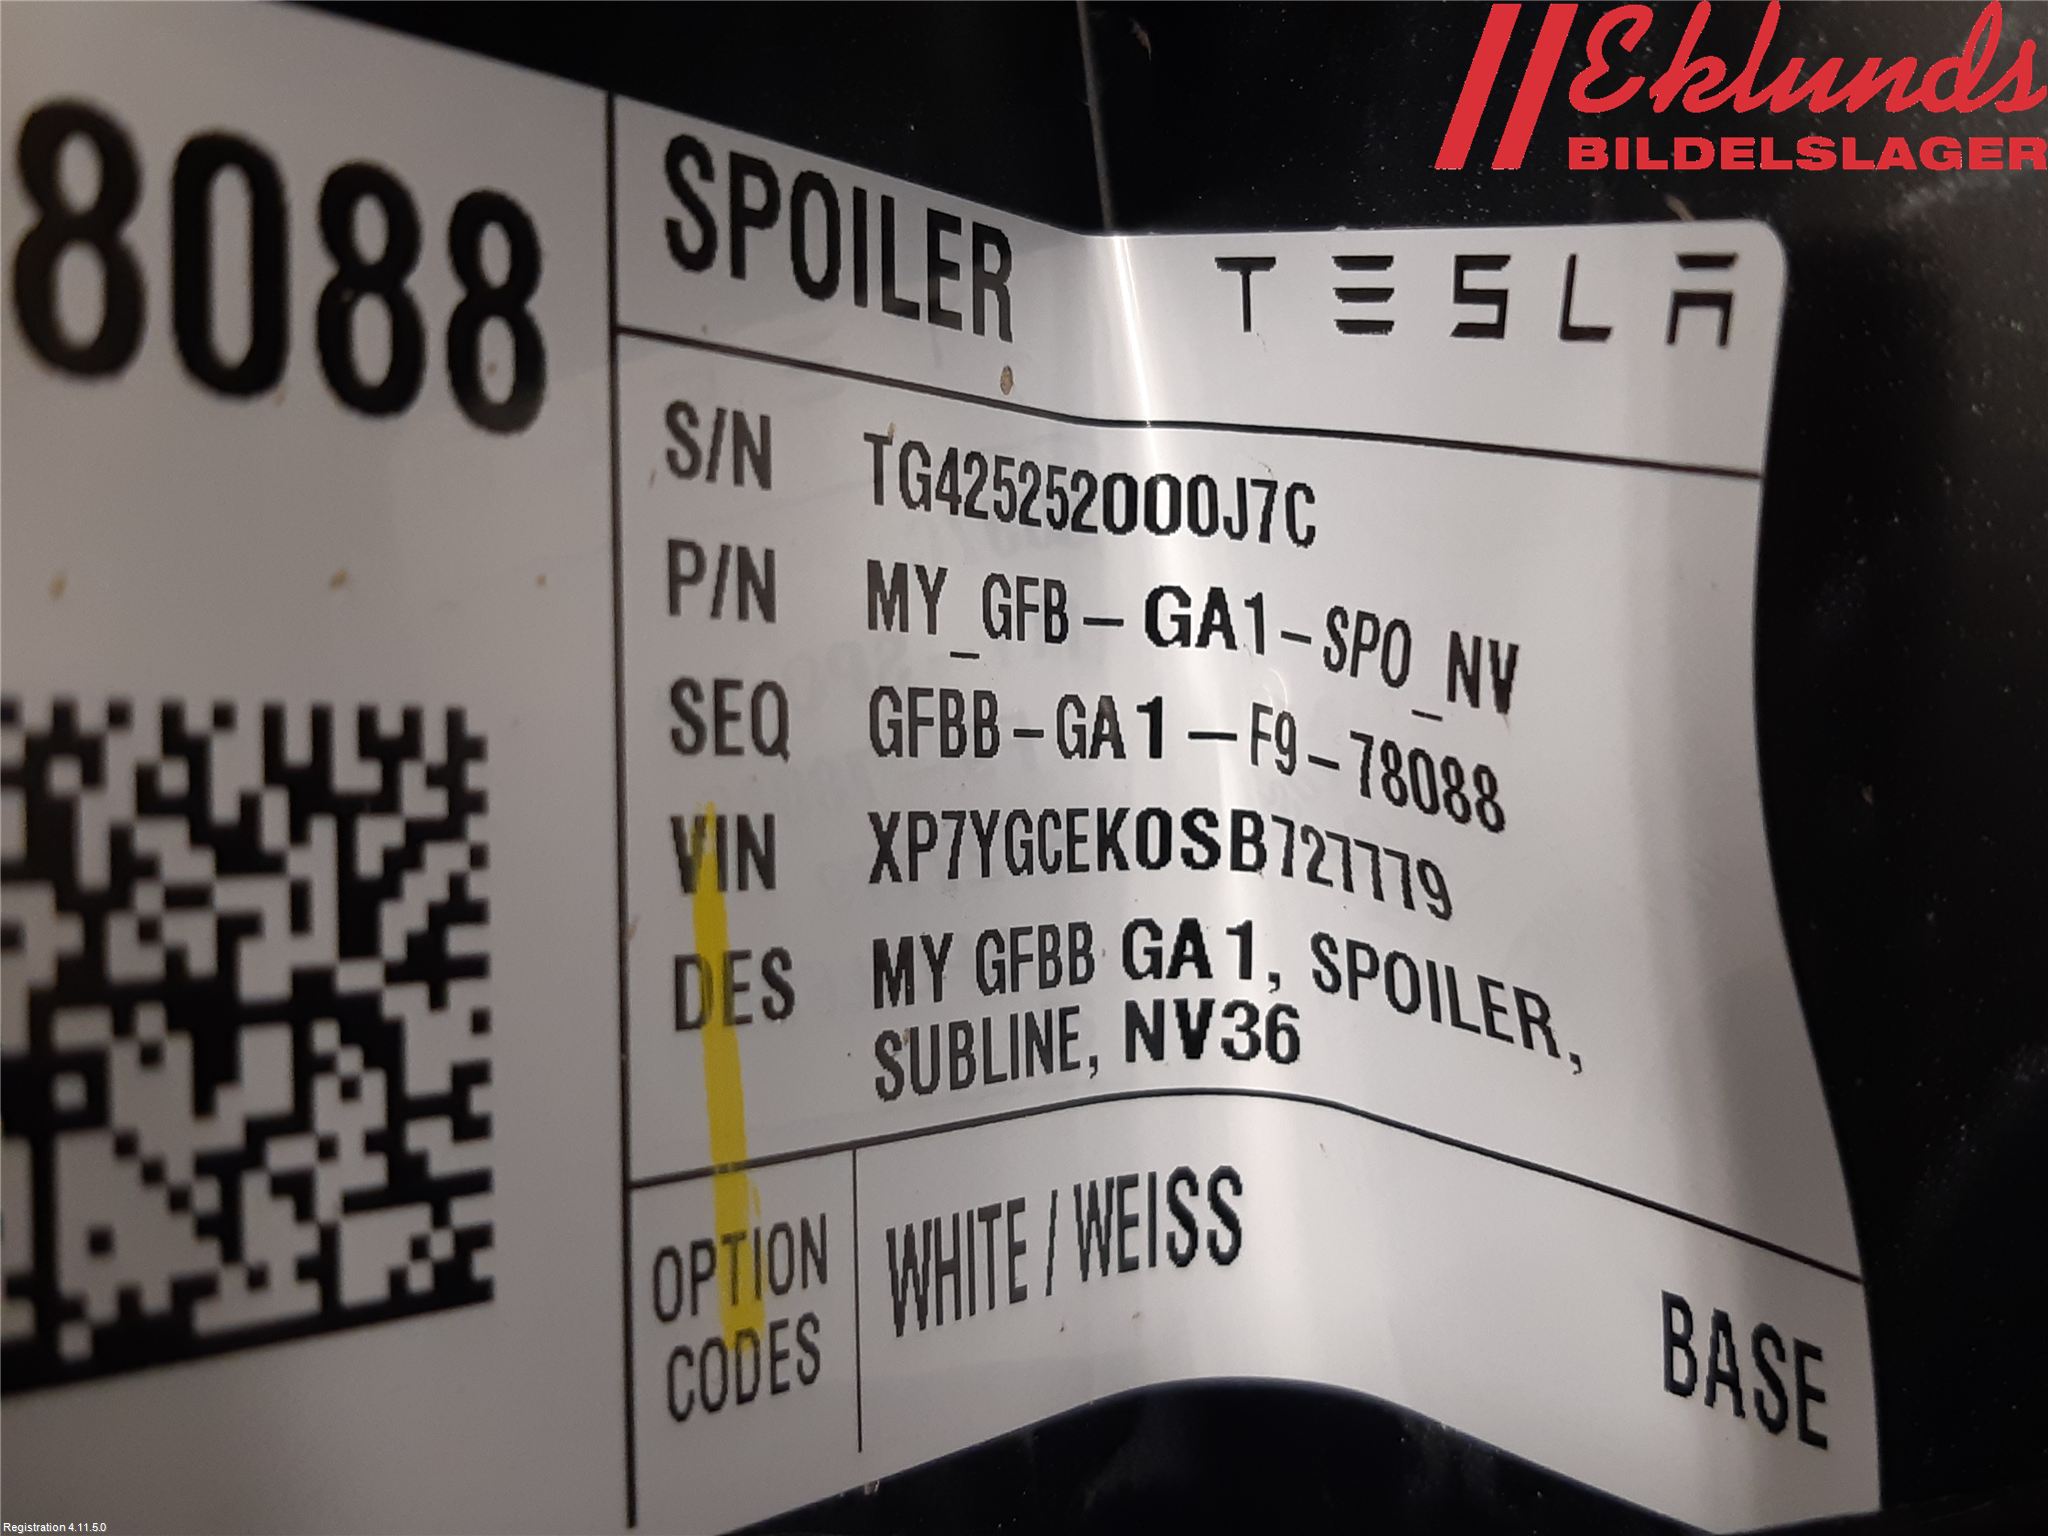 Eklunds
BILDELSLAGER
8088
SPOILER
TESLA
S/N TG425252000J7C
P/N MY_GFB-GA1-SPO_NV
SEQ GFBB-GA1-F9-78088
VIN XP7YGCEK0SB727779
DES MY GFBB GA1, SPOILER,
SUBLINE, NV36
OPTION
CODES
WHITE / WEISS
BASE
Registration 4.11.5.0